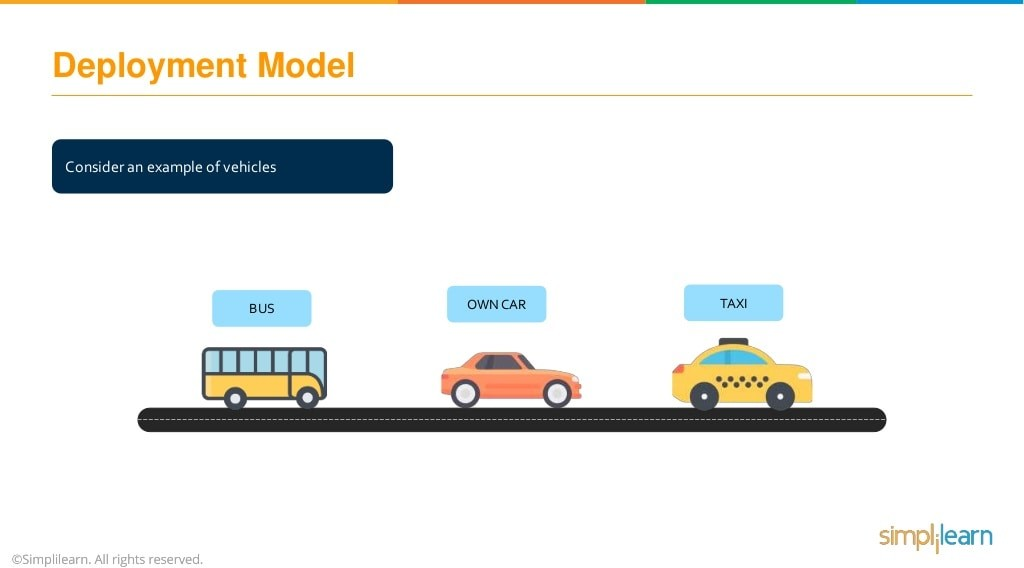 Deployment Model
Consider an example of vehicles
BUS
OWN CAR
TAXI
simplilearn
©Simplilearn. All rights reserved.